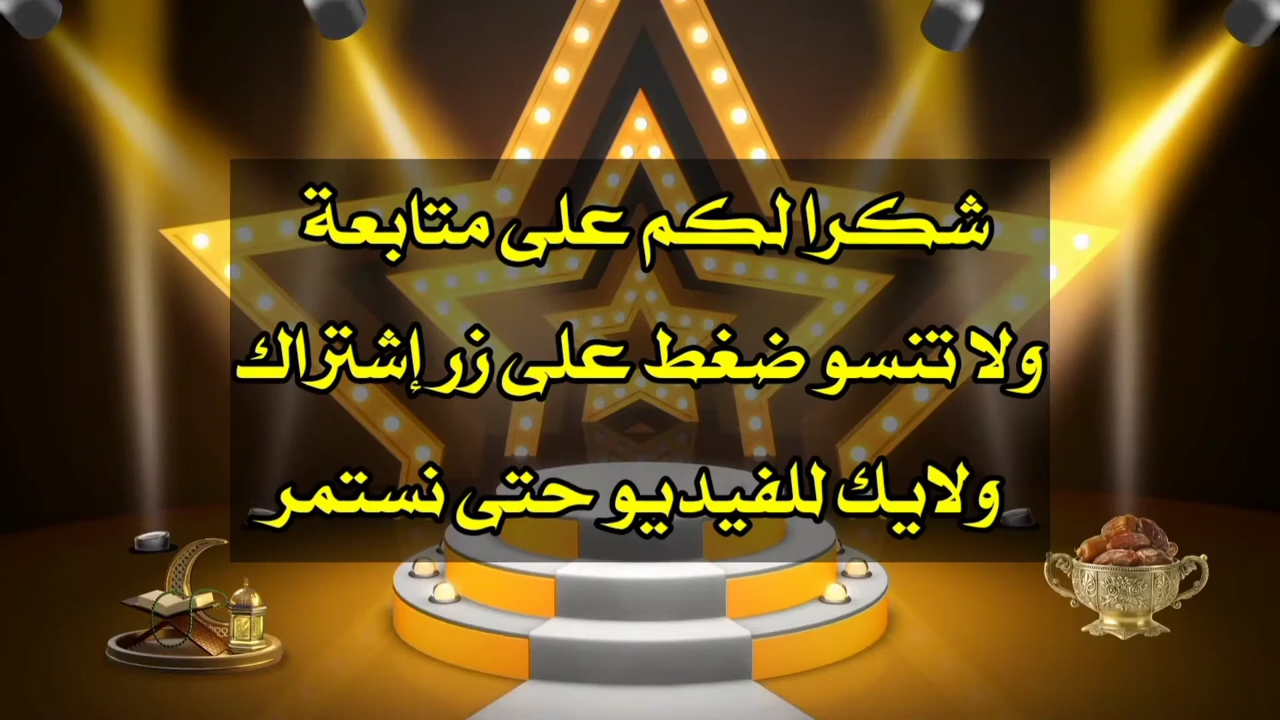 شكرا لكم على متابعة
ولا تنسو ضغط على زر إشتراك
ولايك للفيديو حتى نستمر